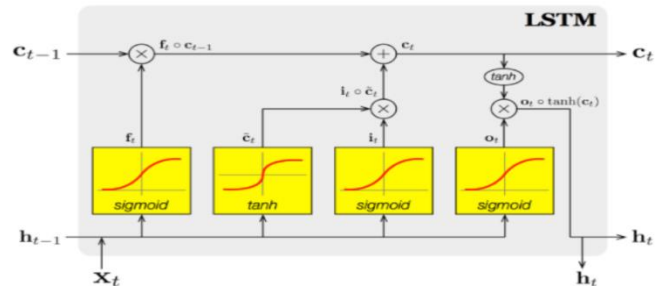 LSTM
c_{t−1} f_t ∘ c_{t−1} c_t c_t
tanh
i_t ∘ c̃_t
o_t ∘ tanh(c_t)
f_t c̃_t i_t o_t
sigmoid tanh sigmoid sigmoid
h_{t−1} h_t
x_t h_t